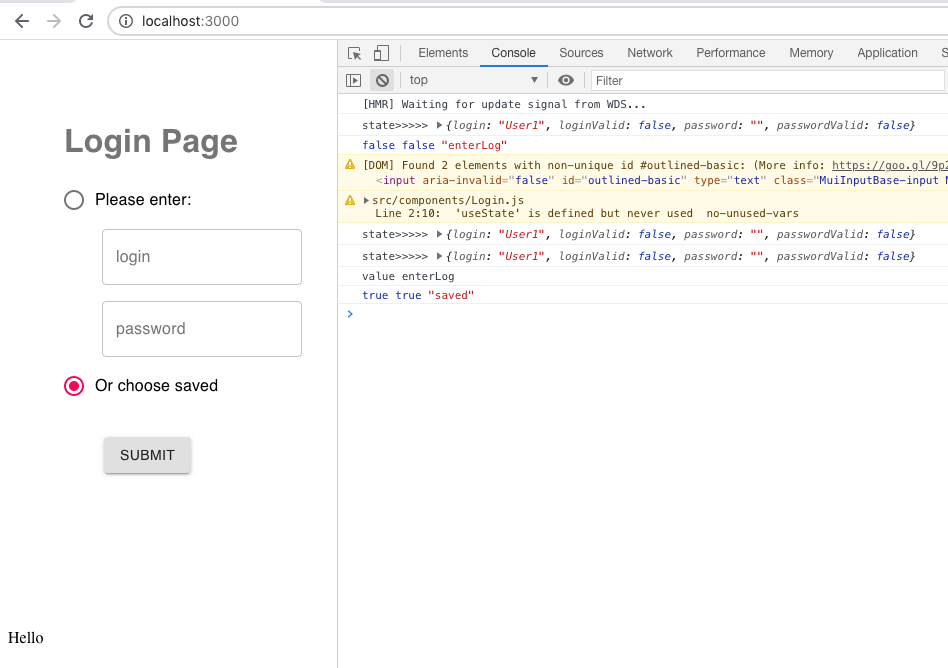 localhost:3000
Elements Console Sources Network Performance Memory Application S
top Filter
Login Page
Please enter:
login
password
Or choose saved
SUBMIT
Hello
[HMR] Waiting for update signal from WDS...
state>>>>> {login: "User1", loginValid: false, password: "", passwordValid: false}
false false "enterLog"
[DOM] Found 2 elements with non-unique id #outlined-basic: (More info: https://goo.gl/9p2
<input aria-invalid="false" id="outlined-basic" type="text" class="MuiInputBase-input M
src/components/Login.js
Line 2:10:  'useState' is defined but never used  no-unused-vars
state>>>>> {login: "User1", loginValid: false, password: "", passwordValid: false}
state>>>>> {login: "User1", loginValid: false, password: "", passwordValid: false}
value enterLog
true true "saved"